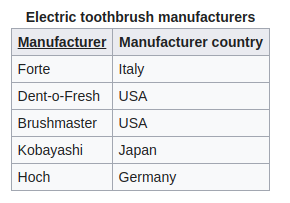 Electric toothbrush manufacturers
Manufacturer Manufacturer country
Forte Italy
Dent-o-Fresh USA
Brushmaster USA
Kobayashi Japan
Hoch Germany